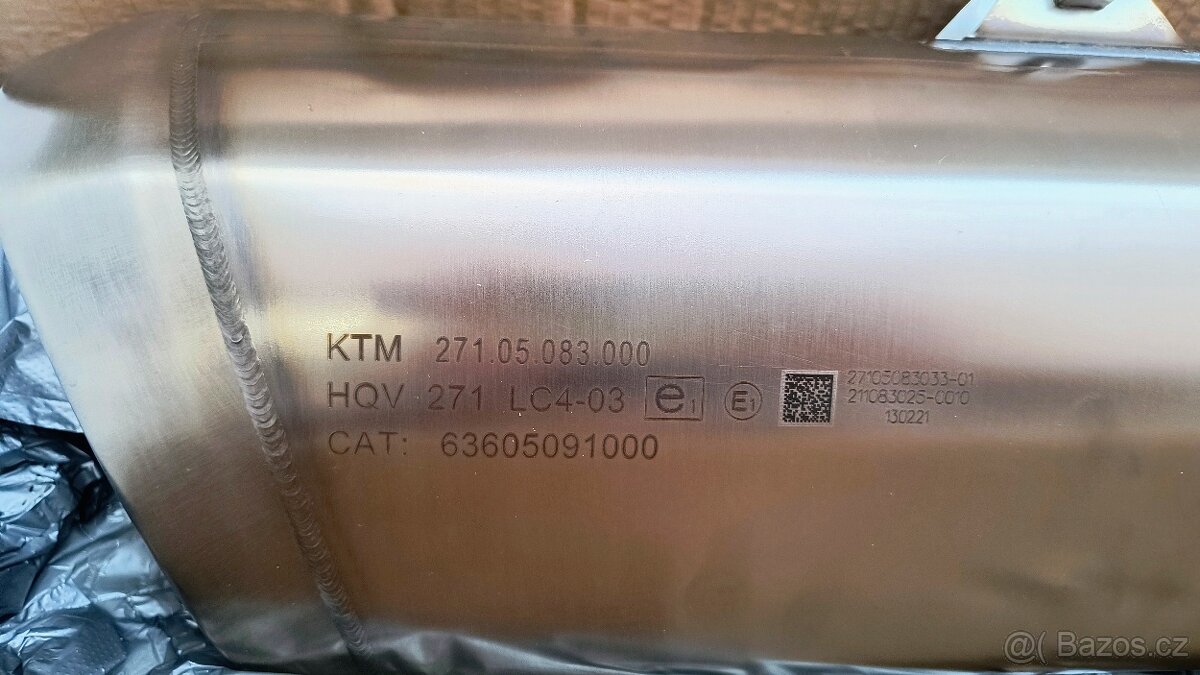 KTM 271.05.083.000
HQV 271 LC4-03 e1 E1
CAT: 63605091000
27105083033-01
211083025-0010
130221
@( Bazos.cz